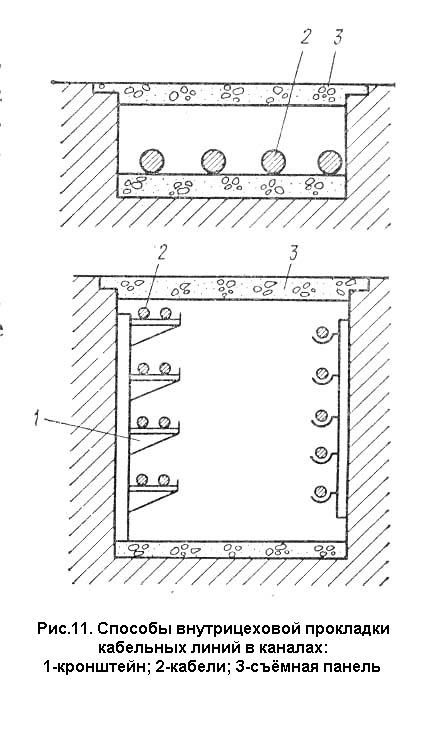 2
3
2
3
1
е
Рис.11. Способы внутрицеховой прокладки
кабельных линий в каналах:
1-кронштейн; 2-кабели; 3-съёмная панель